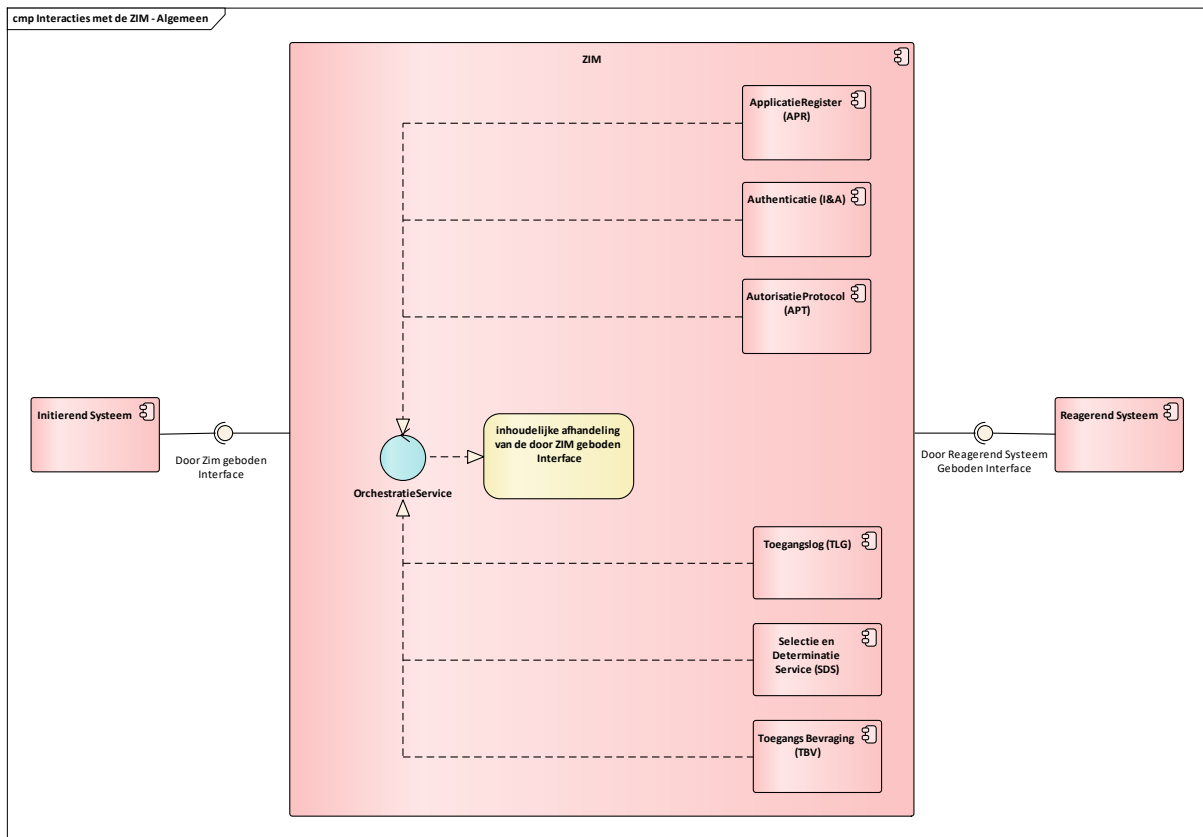 cmp Interacties met de ZIM - Algemeen
ZIM
ApplicatieRegister
(APR)
Authenticatie (I&A)
AutorisatieProtocol
(APT)
Initierend Systeem
Door Zim geboden
Interface
inhoudelijke afhandeling
van de door ZIM geboden
Interface
OrchestratieService
Reagerend Systeem
Door Reagerend Systeem
Geboden Interface
Toegangslog (TLG)
Selectie en
Determinatie
Service (SDS)
Toegangs Bevraging
(TBV)